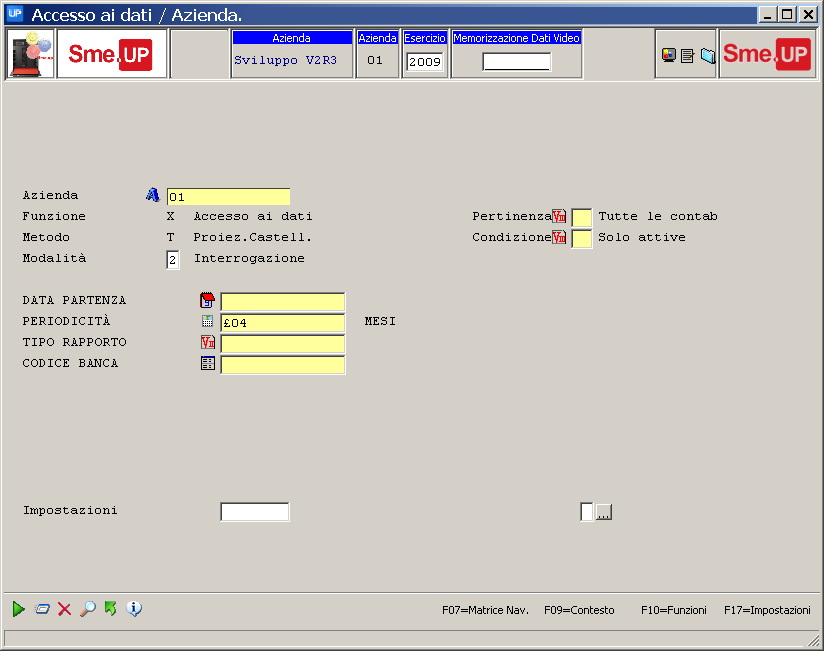 UP Accesso ai dati / Azienda.
Sme.UP
Azienda
Azienda
Esercizio
Memorizzazione Dati Video
Sviluppo V2R3
01
2009
Sme.UP
Azienda 01
Funzione X Accesso ai dati Pertinenza Tutte le contab
Metodo T Proiez.Castell. Condizione Solo attive
Modalità 2 Interrogazione
DATA PARTENZA
PERIODICITÀ £04 MESI
TIPO RAPPORTO
CODICE BANCA
Impostazioni ...
F07=Matrice Nav. F09=Contesto F10=Funzioni F17=Impostazioni